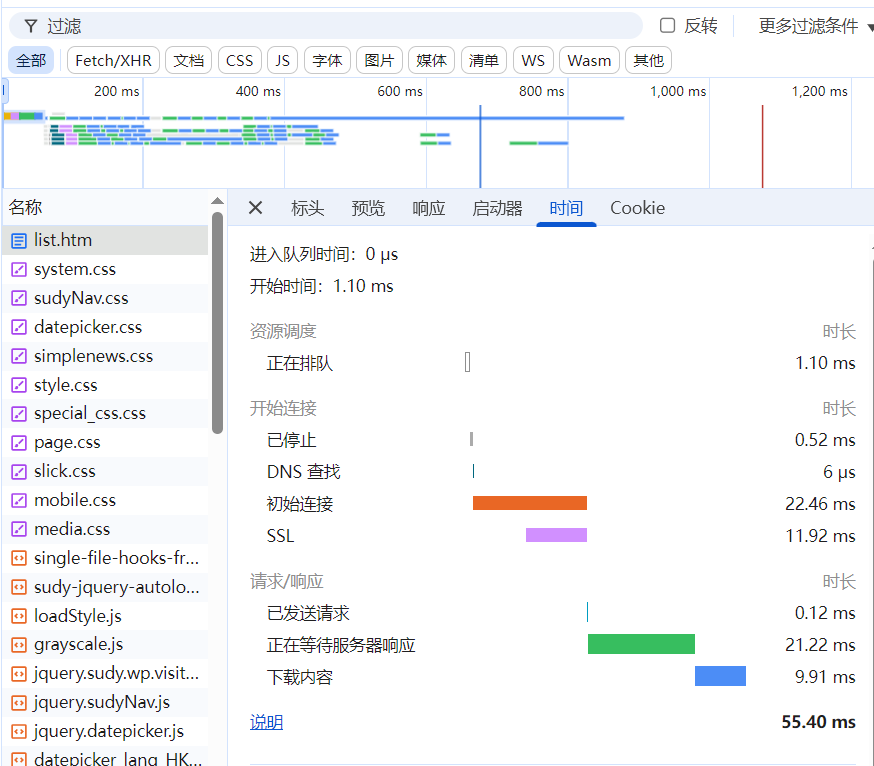 过滤 反转 更多过滤条件
全部 Fetch/XHR 文档 CSS JS 字体 图片 媒体 清单 WS Wasm 其他
200 ms 400 ms 600 ms 800 ms 1,000 ms 1,200 ms
名称
list.htm
system.css
sudyNav.css
datepicker.css
simplenews.css
style.css
special_css.css
page.css
slick.css
mobile.css
media.css
single-file-hooks-fr...
sudy-jquery-autolo...
loadStyle.js
grayscale.js
jquery.sudy.wp.visit...
jquery.sudyNav.js
jquery.datepicker.js
datepicker_lang_HK...
标头 预览 响应 启动器 时间 Cookie
进入队列时间：0 μs
开始时间：1.10 ms
资源调度 时长
正在排队 1.10 ms
开始连接 时长
已停止 0.52 ms
DNS 查找 6 μs
初始连接 22.46 ms
SSL 11.92 ms
请求/响应 时长
已发送请求 0.12 ms
正在等待服务器响应 21.22 ms
下载内容 9.91 ms
说明 55.40 ms